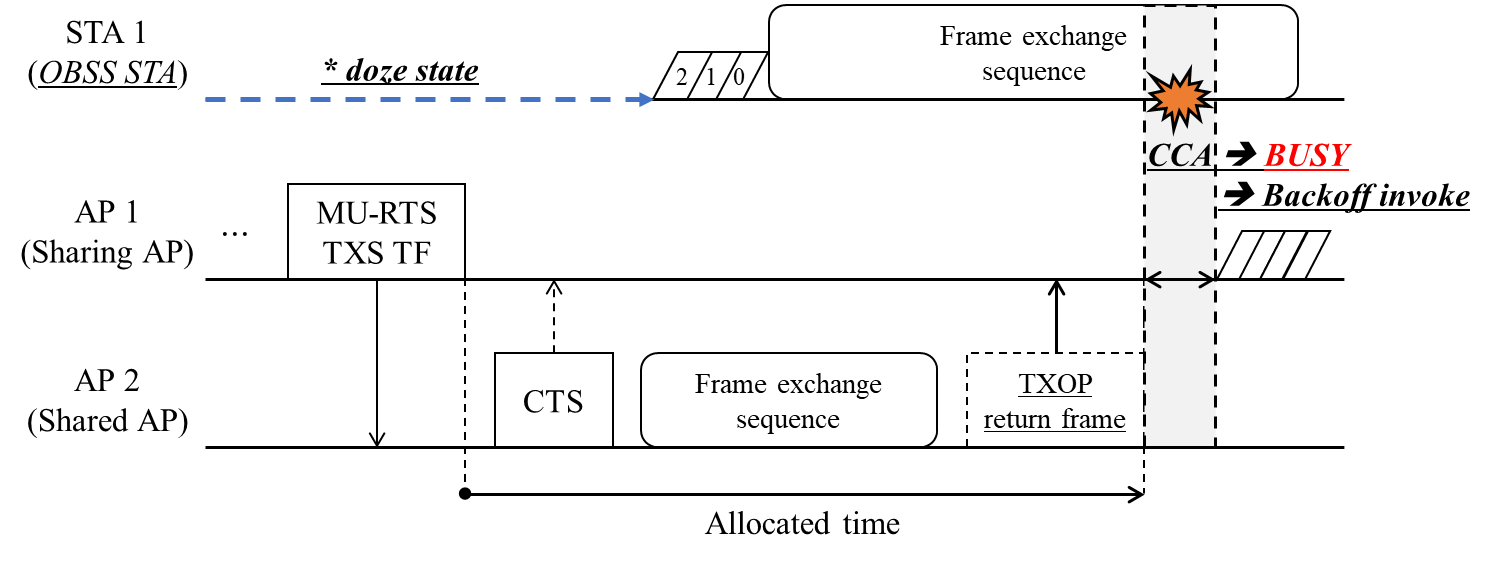 STA 1
(OBSS STA)
* doze state
2 1 0
Frame exchange
sequence
CCA ➔ BUSY
➔ Backoff invoke
AP 1
(Sharing AP)
...
MU-RTS
TXS TF
AP 2
(Shared AP)
CTS
Frame exchange
sequence
TXOP
return frame
Allocated time